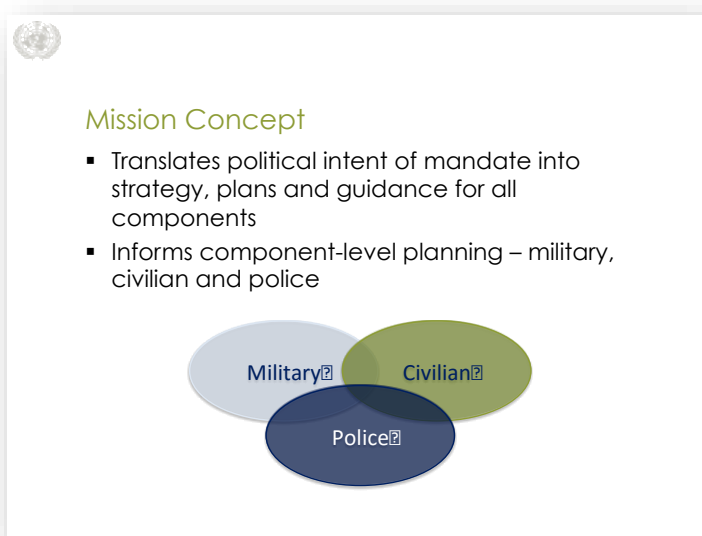 Mission Concept
▪ Translates political intent of mandate into
strategy, plans and guidance for all
components
▪ Informs component-level planning – military,
civilian and police
Military⍰
Civilian⍰
Police⍰